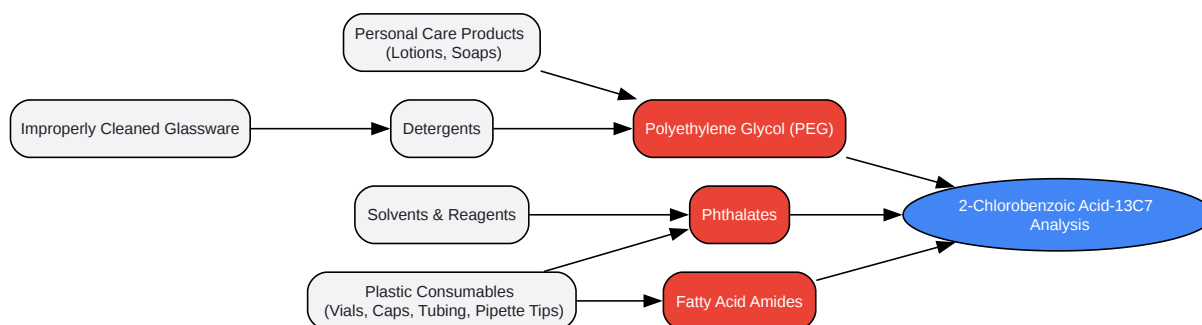 Personal Care Products
(Lotions, Soaps)
Improperly Cleaned Glassware
Detergents
Polyethylene Glycol (PEG)
Solvents & Reagents
Phthalates
2-Chlorobenzoic Acid-13C7
Analysis
Plastic Consumables
(Vials, Caps, Tubing, Pipette Tips)
Fatty Acid Amides